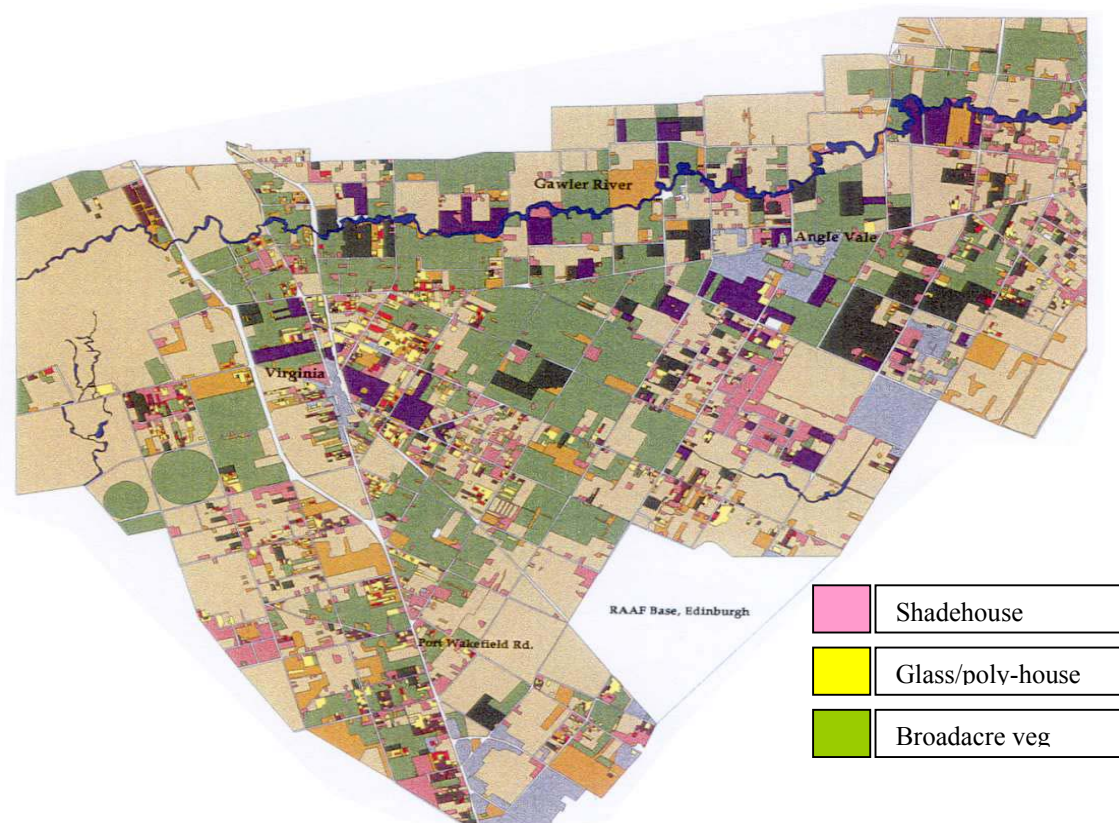 Gawler River
Angle Vale
Virginia
RAAF Base, Edinburgh
Port Wakefield Rd.
Shadehouse
Glass/poly-house
Broadacre veg